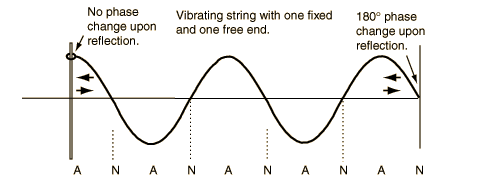 No phase
change upon
reflection.
Vibrating string with one fixed
and one free end.
180° phase
change upon
reflection.
A N A N A N A N A N